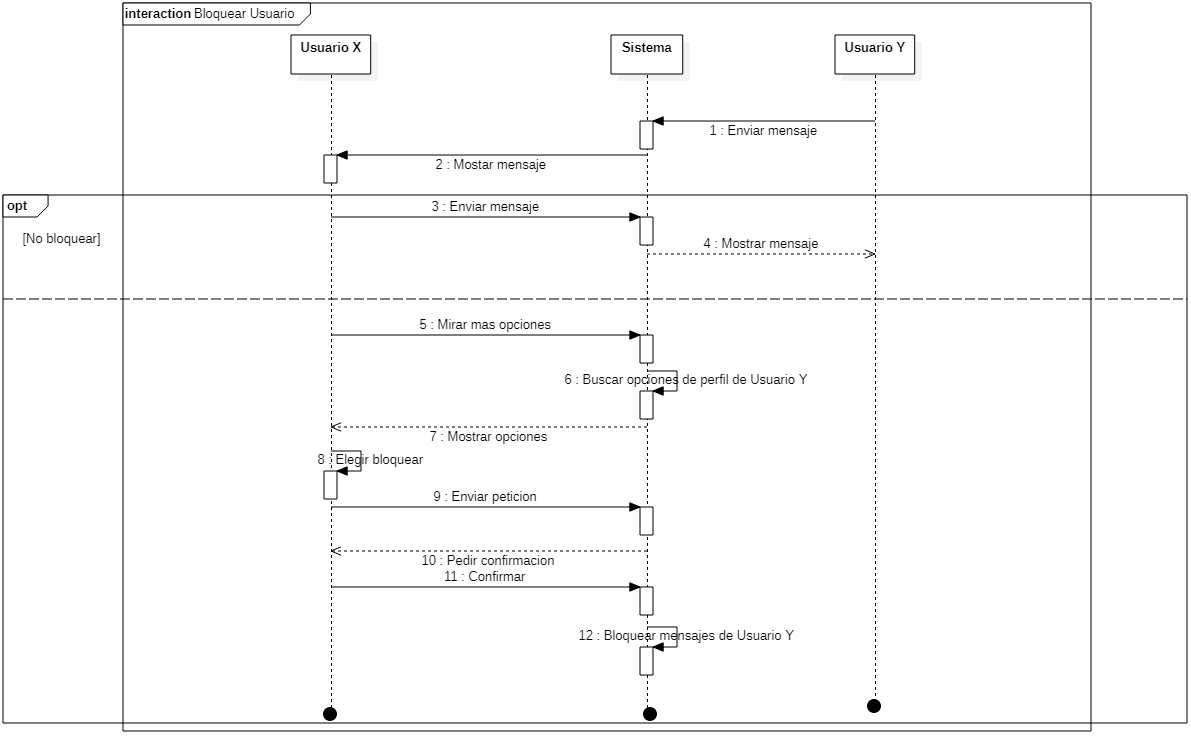 interaction Bloquear Usuario
Usuario X
Sistema
Usuario Y
1 : Enviar mensaje
2 : Mostar mensaje
opt
3 : Enviar mensaje
[No bloquear]
4 : Mostrar mensaje
5 : Mirar mas opciones
6 : Buscar opciones de perfil de Usuario Y
7 : Mostrar opciones
8 : Elegir bloquear
9 : Enviar peticion
10 : Pedir confirmacion
11 : Confirmar
12 : Bloquear mensajes de Usuario Y